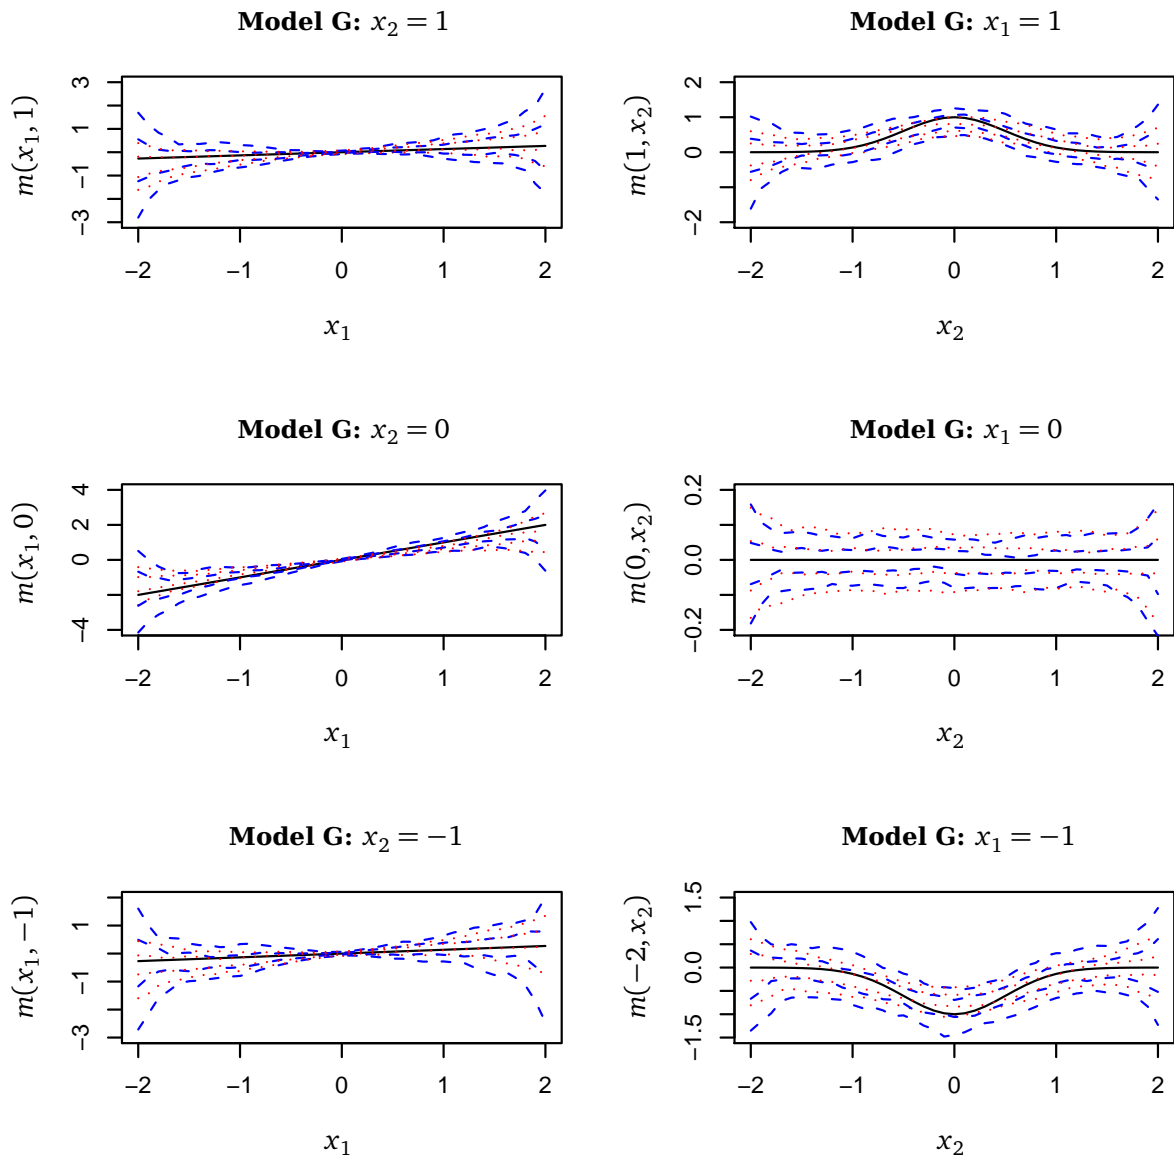 Model G: x₂ = 1
m(x₁, 1)
3
1
−1
−3
−2 −1 0 1 2
x₁
Model G: x₁ = 1
m(1, x₂)
2
1
0
−2
−2 −1 0 1 2
x₂
Model G: x₂ = 0
m(x₁, 0)
4
2
0
−4
−2 −1 0 1 2
x₁
Model G: x₁ = 0
m(0, x₂)
0.2
0.0
−0.2
−2 −1 0 1 2
x₂
Model G: x₂ = −1
m(x₁, −1)
1
−1
−3
−2 −1 0 1 2
x₁
Model G: x₁ = −1
m(−2, x₂)
1.5
0.0
−1.5
−2 −1 0 1 2
x₂